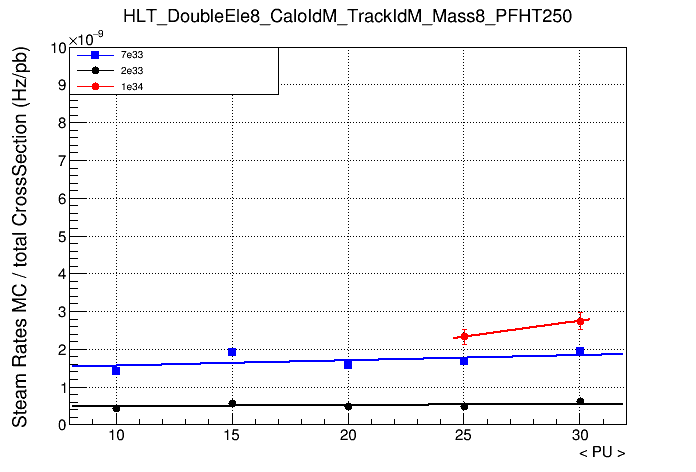 HLT_DoubleEle8_CaloIdM_TrackIdM_Mass8_PFHT250
×10⁻⁹
Steam Rates MC / total CrossSection (Hz/pb)
7e33
2e33
1e34
10
9
8
7
6
5
4
3
2
1
0
10 15 20 25 30
< PU >